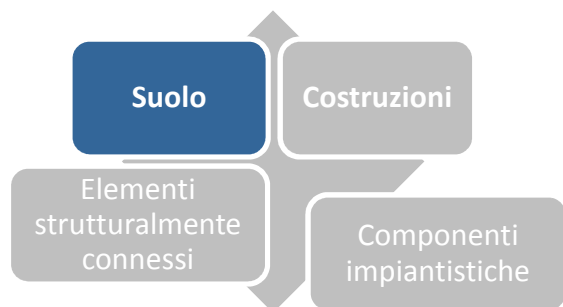 Suolo
Costruzioni
Elementi
strutturalmente
connessi
Componenti
impiantistiche